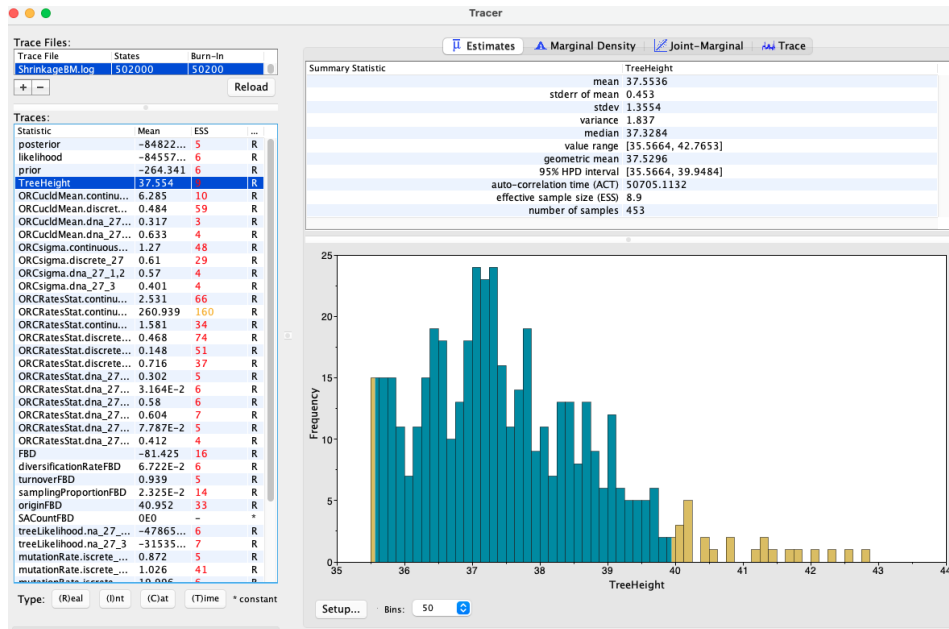 Tracer
Trace Files:
Trace File States Burn-In
ShrinkageBM.log 502000 50200
+ − Reload
Traces:
Statistic Mean ESS ...
posterior -84822... 5 R
likelihood -84557... 6 R
prior -264.341 6 R
TreeHeight 37.554 R
ORCucldMean.continu... 6.285 10 R
ORCucldMean.discret... 0.484 59 R
ORCucldMean.dna_27... 0.317 3 R
ORCucldMean.dna_27... 0.633 4 R
ORCsigma.continuous... 1.27 48 R
ORCsigma.discrete_27 0.61 29 R
ORCsigma.dna_27_1,2 0.57 4 R
ORCsigma.dna_27_3 0.401 4 R
ORCRatesStat.continu... 2.531 66 R
ORCRatesStat.continu... 260.939 160 R
ORCRatesStat.continu... 1.581 34 R
ORCRatesStat.discrete... 0.468 74 R
ORCRatesStat.discrete... 0.148 51 R
ORCRatesStat.discrete... 0.716 37 R
ORCRatesStat.dna_27... 0.302 5 R
ORCRatesStat.dna_27... 3.164E-2 6 R
ORCRatesStat.dna_27... 0.58 6 R
ORCRatesStat.dna_27... 0.604 7 R
ORCRatesStat.dna_27... 7.787E-2 5 R
ORCRatesStat.dna_27... 0.412 4 R
FBD -81.425 16 R
diversificationRateFBD 6.722E-2 6 R
turnoverFBD 0.939 5 R
samplingProportionFBD 2.325E-2 14 R
originFBD 40.952 33 R
SACountFBD 0E0 - *
treeLikelihood.na_27_... -47865... 6 R
treeLikelihood.na_27_3 -31535... 7 R
mutationRate.iscrete_... 0.872 5 R
mutationRate.iscrete_... 1.026 41 R
Type: (R)eal (I)nt (C)at (T)ime * constant
Estimates Marginal Density Joint-Marginal Trace
Summary Statistic TreeHeight
mean 37.5536
stderr of mean 0.453
stdev 1.3554
variance 1.837
median 37.3284
value range [35.5664, 42.7653]
geometric mean 37.5296
95% HPD interval [35.5664, 39.9484]
auto-correlation time (ACT) 50705.1132
effective sample size (ESS) 8.9
number of samples 453
25
20
15
10
5
0
Frequency
35 36 37 38 39 40 41 42 43 44
TreeHeight
Setup... Bins: 50